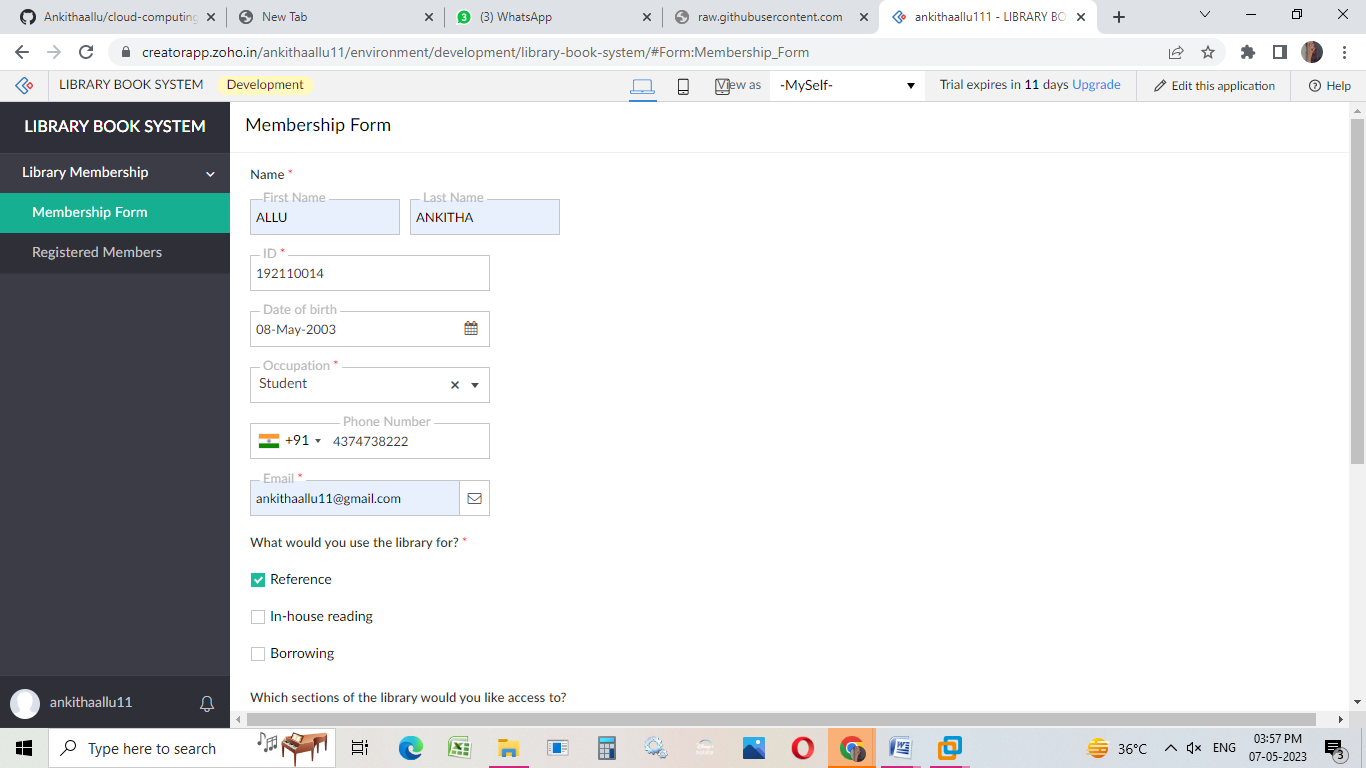 Ankithaallu/cloud-computing
New Tab
(3) WhatsApp
raw.githubusercontent.com
ankithaallu111 - LIBRARY BO
creatorapp.zoho.in/ankithaallu11/environment/development/library-book-system/#Form:Membership_Form
LIBRARY BOOK SYSTEM
Development
View as
-MySelf-
Trial expires in 11 days Upgrade
Edit this application
Help
LIBRARY BOOK SYSTEM
Library Membership
Membership Form
Registered Members
ankithaallu11
Membership Form
Name *
First Name
Last Name
ALLU
ANKITHA
ID *
192110014
Date of birth
08-May-2003
Occupation *
Student
Phone Number
+91
4374738222
Email *
ankithaallu11@gmail.com
What would you use the library for? *
Reference
In-house reading
Borrowing
Which sections of the library would you like access to?
Type here to search
36°C
ENG
03:57 PM
07-05-2023
3